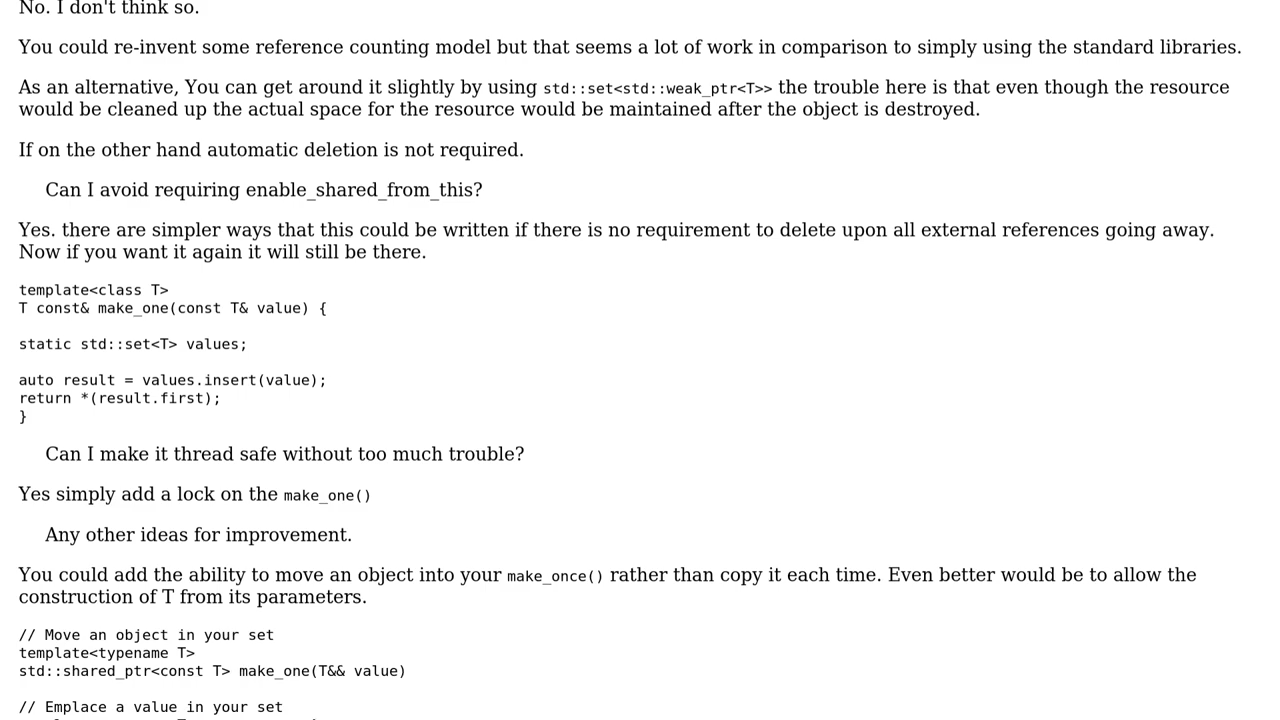 No. I don't think so.
You could re-invent some reference counting model but that seems a lot of work in comparison to simply using the standard libraries.
As an alternative, You can get around it slightly by using std::set<std::weak_ptr<T>> the trouble here is that even though the resource
would be cleaned up the actual space for the resource would be maintained after the object is destroyed.
If on the other hand automatic deletion is not required.
Can I avoid requiring enable_shared_from_this?
Yes. there are simpler ways that this could be written if there is no requirement to delete upon all external references going away.
Now if you want it again it will still be there.
template<class T>
T const& make_one(const T& value) {
static std::set<T> values;
auto result = values.insert(value);
return *(result.first);
}
Can I make it thread safe without too much trouble?
Yes simply add a lock on the make_one()
Any other ideas for improvement.
You could add the ability to move an object into your make_once() rather than copy it each time. Even better would be to allow the
construction of T from its parameters.
// Move an object in your set
template<typename T>
std::shared_ptr<const T> make_one(T&& value)
// Emplace a value in your set